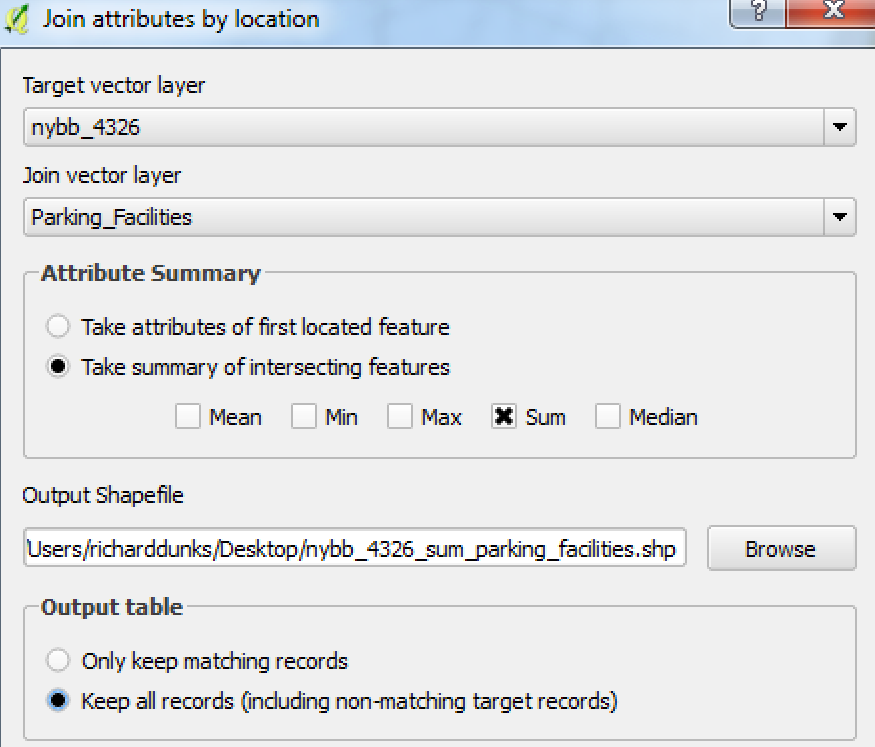 Join attributes by location
?
X
Target vector layer
nybb_4326
Join vector layer
Parking_Facilities
Attribute Summary
Take attributes of first located feature
Take summary of intersecting features
Mean Min Max Sum Median
Output Shapefile
Users/richarddunks/Desktop/nybb_4326_sum_parking_facilities.shp Browse
Output table
Only keep matching records
Keep all records (including non-matching target records)